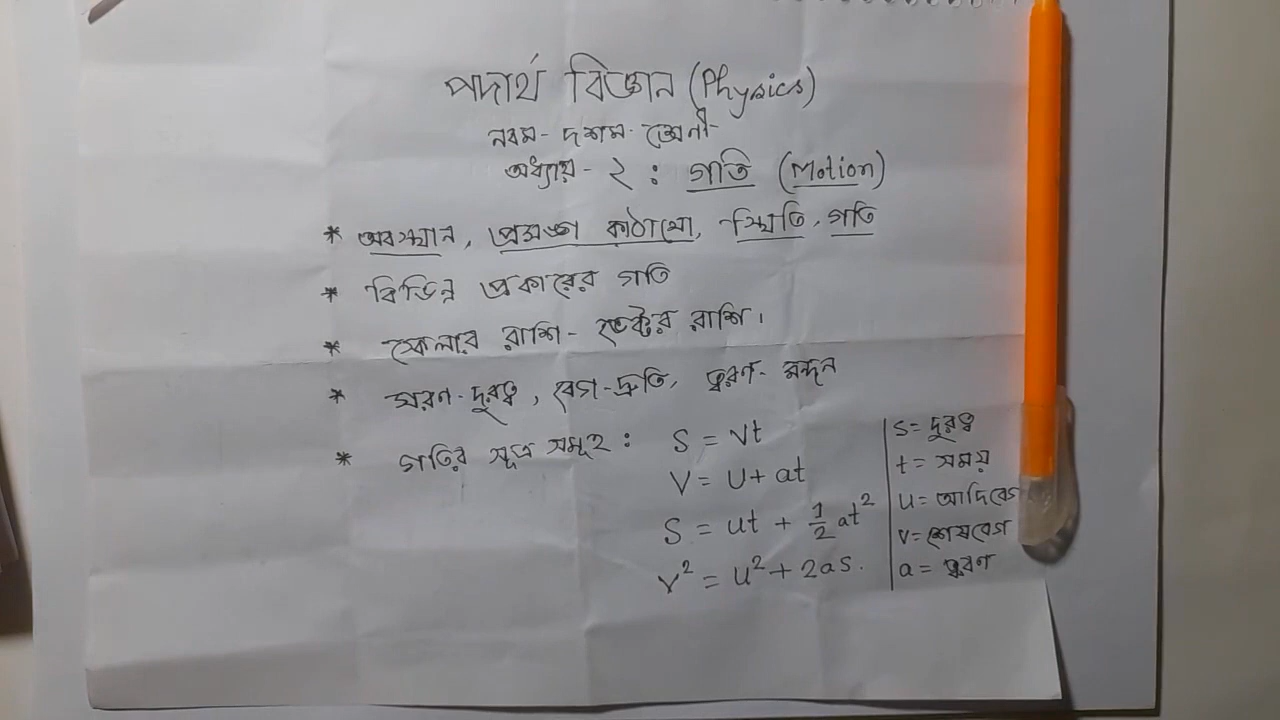 পদার্থ বিজ্ঞান (Physics)
নবম- দশম- শ্রেণী-
অধ্যায়- ২ : গতি (Motion)
* অবস্থান, প্রসঙ্গ কাঠামো, স্থিতি, গতি
* বিভিন্ন প্রকারের গতি
* স্কেলার রাশি- ভেক্টর রাশি।
* সরণ-দূরত্ব, বেগ-দ্রুতি, ত্বরণ- মন্দন
* গতির সূত্র সমূহ : S = vt
V = U + at
S = ut + ½ at²
V² = u² + 2as.
S = দূরত্ব
t = সময়
u = আদিবেগ
v = শেষবেগ
a = ত্বরণ